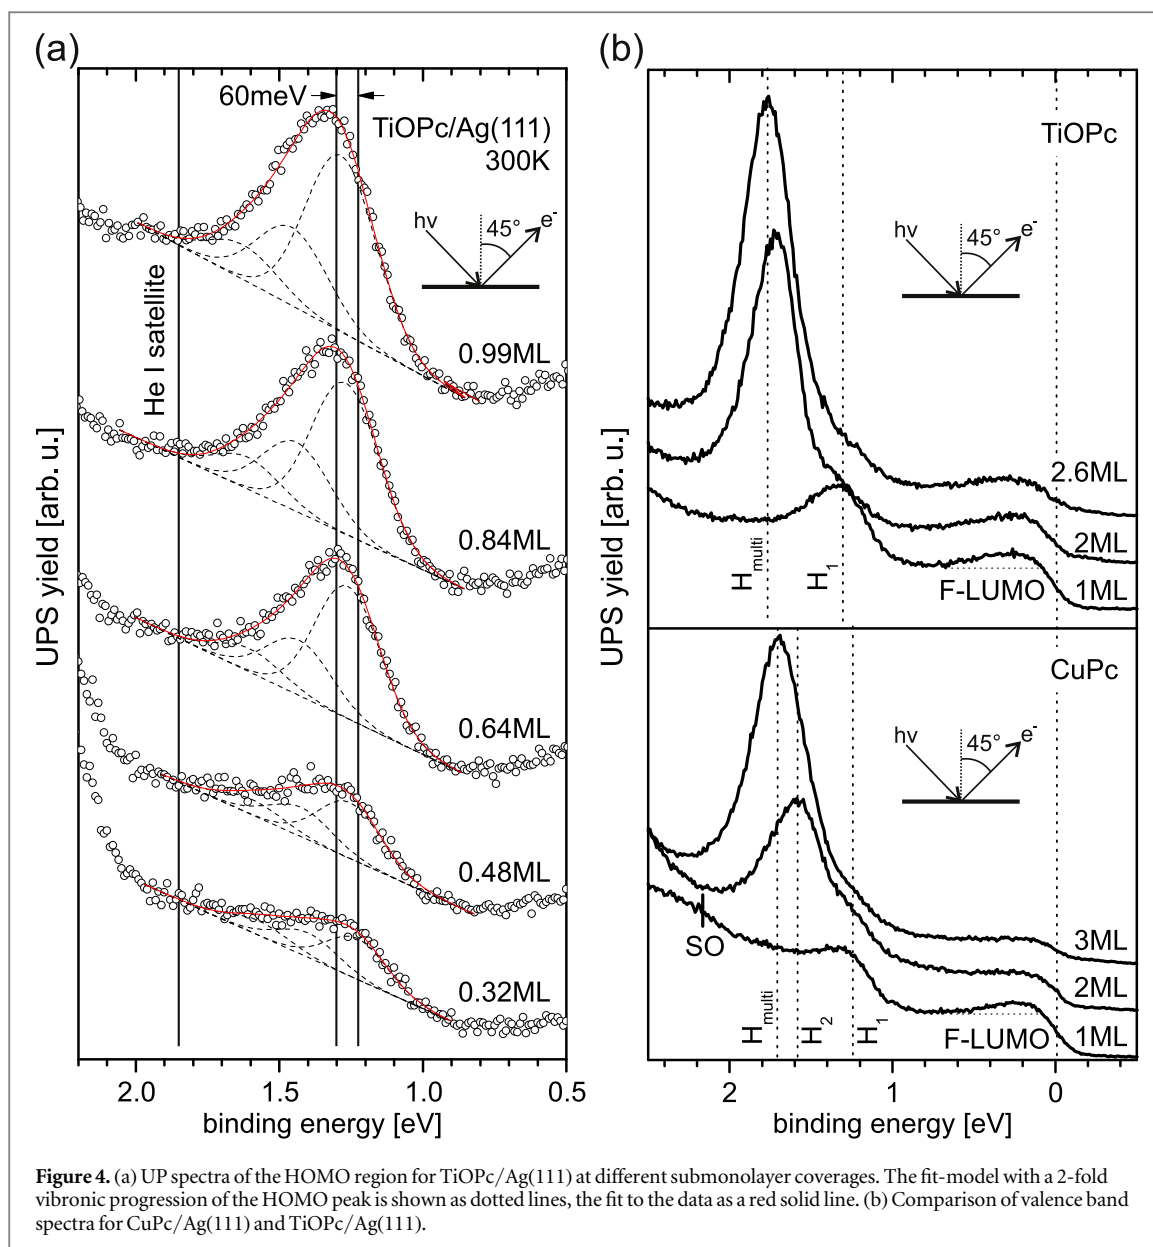 (a)
60meV
TiOPc/Ag(111)
300K
hν
45°
e-
He I satellite
0.99ML
0.84ML
0.64ML
0.48ML
0.32ML
UPS yield [arb. u.]
2.0 1.5 1.0 0.5
binding energy [eV]
(b)
TiOPc
hν
45°
e-
2.6ML
2ML
1ML
Hmulti
H1
F-LUMO
CuPc
hν
45°
e-
SO
3ML
2ML
1ML
Hmulti
H2
H1
F-LUMO
UPS yield [arb. u.]
2 1 0
binding energy [eV]
Figure 4. (a) UP spectra of the HOMO region for TiOPc/Ag(111) at different submonolayer coverages. The fit-model with a 2-fold
vibronic progression of the HOMO peak is shown as dotted lines, the fit to the data as a red solid line. (b) Comparison of valence band
spectra for CuPc/Ag(111) and TiOPc/Ag(111).